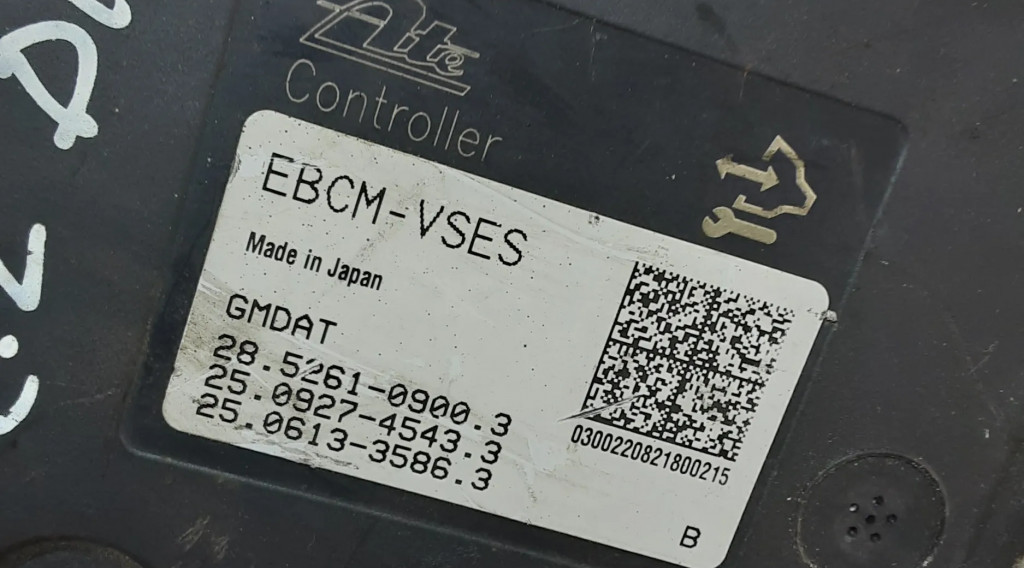 Ate
Controller
EBCM-VSES
Made in Japan
GMDAT
28.5261-0900.3
25.0927-4543.3
25.0613-3586.3
0300220821800215
B